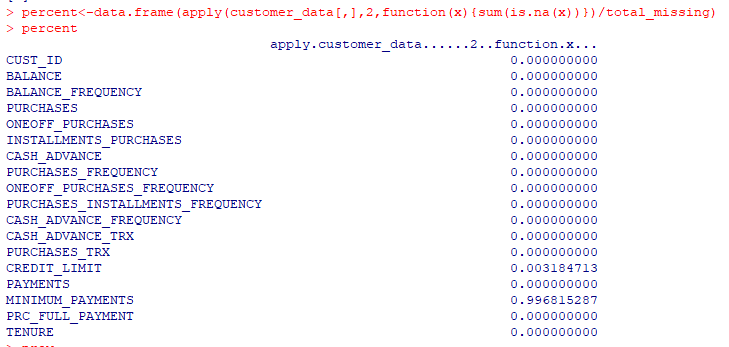 > percent<-data.frame(apply(customer_data[,],2,function(x){sum(is.na(x))})/total_missing)
> percent
apply.customer_data......2..function.x...
CUST_ID 0.000000000
BALANCE 0.000000000
BALANCE_FREQUENCY 0.000000000
PURCHASES 0.000000000
ONEOFF_PURCHASES 0.000000000
INSTALLMENTS_PURCHASES 0.000000000
CASH_ADVANCE 0.000000000
PURCHASES_FREQUENCY 0.000000000
ONEOFF_PURCHASES_FREQUENCY 0.000000000
PURCHASES_INSTALLMENTS_FREQUENCY 0.000000000
CASH_ADVANCE_FREQUENCY 0.000000000
CASH_ADVANCE_TRX 0.000000000
PURCHASES_TRX 0.000000000
CREDIT_LIMIT 0.003184713
PAYMENTS 0.000000000
MINIMUM_PAYMENTS 0.996815287
PRC_FULL_PAYMENT 0.000000000
TENURE 0.000000000